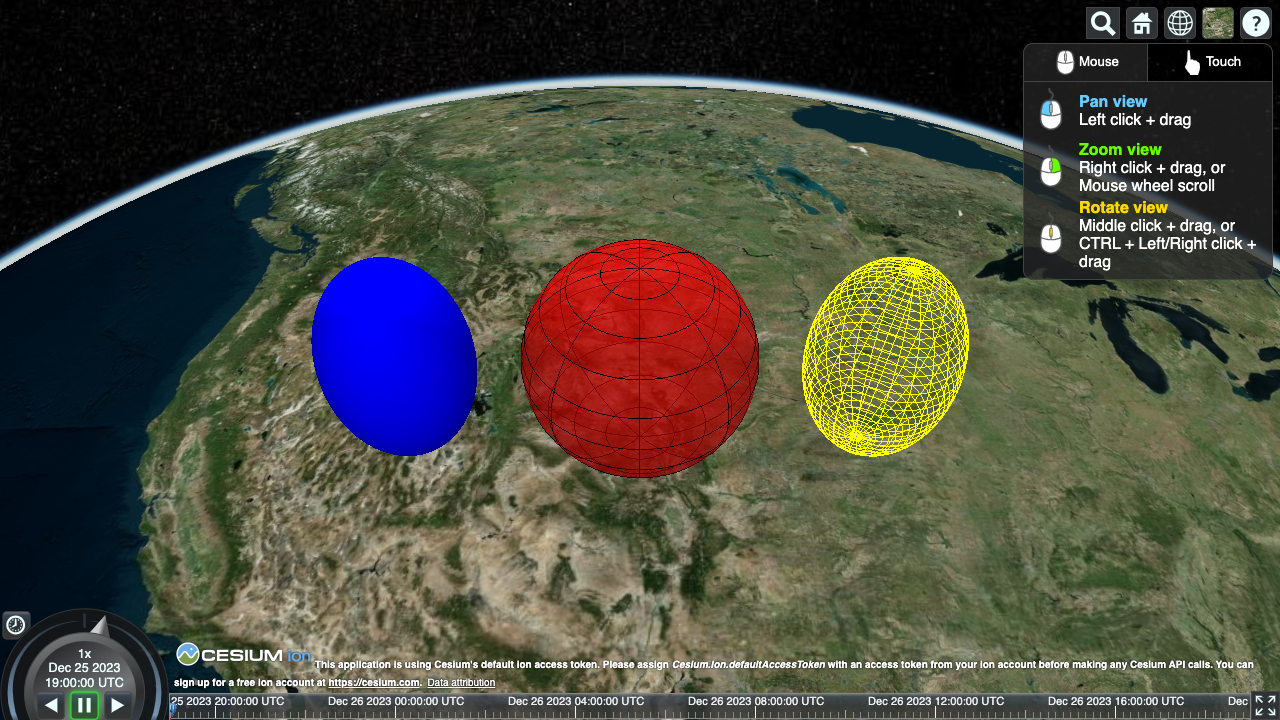 ?
Mouse
Touch
Pan view
Left click + drag
Zoom view
Right click + drag, or
Mouse wheel scroll
Rotate view
Middle click + drag, or
CTRL + Left/Right click +
drag
1x
Dec 25 2023
19:00:00 UTC
CESIUM ion This application is using Cesium's default ion access token. Please assign Cesium.Ion.defaultAccessToken with an access token from your ion account before making any Cesium API calls. You can
sign up for a free ion account at https://cesium.com. Data attribution
25 2023 20:00:00 UTC Dec 26 2023 00:00:00 UTC Dec 26 2023 04:00:00 UTC Dec 26 2023 08:00:00 UTC Dec 26 2023 12:00:00 UTC Dec 26 2023 16:00:00 UTC Dec